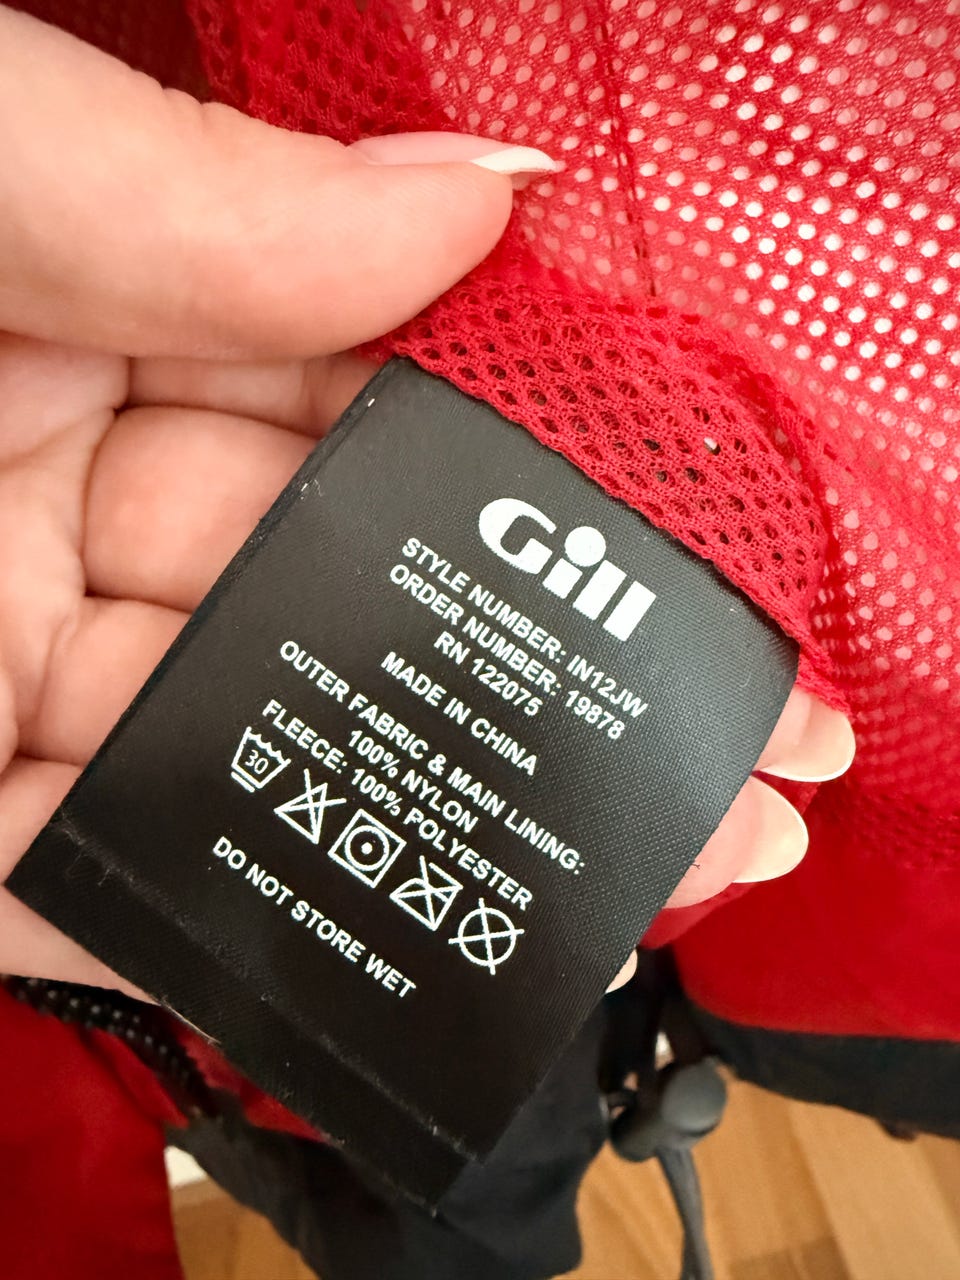 Gill
STYLE NUMBER: IN12JW
ORDER NUMBER: 19878
RN 122075
MADE IN CHINA
OUTER FABRIC & MAIN LINING:
100% NYLON
FLEECE: 100% POLYESTER
30
DO NOT STORE WET